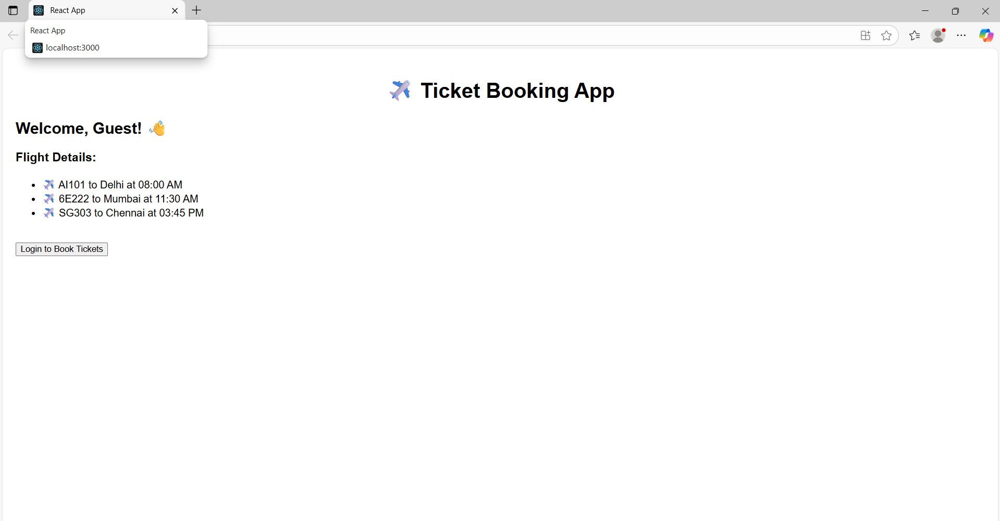 React App
React App
localhost:3000
Ticket Booking App
Welcome, Guest!
Flight Details:
AI101 to Delhi at 08:00 AM
6E222 to Mumbai at 11:30 AM
SG303 to Chennai at 03:45 PM
Login to Book Tickets